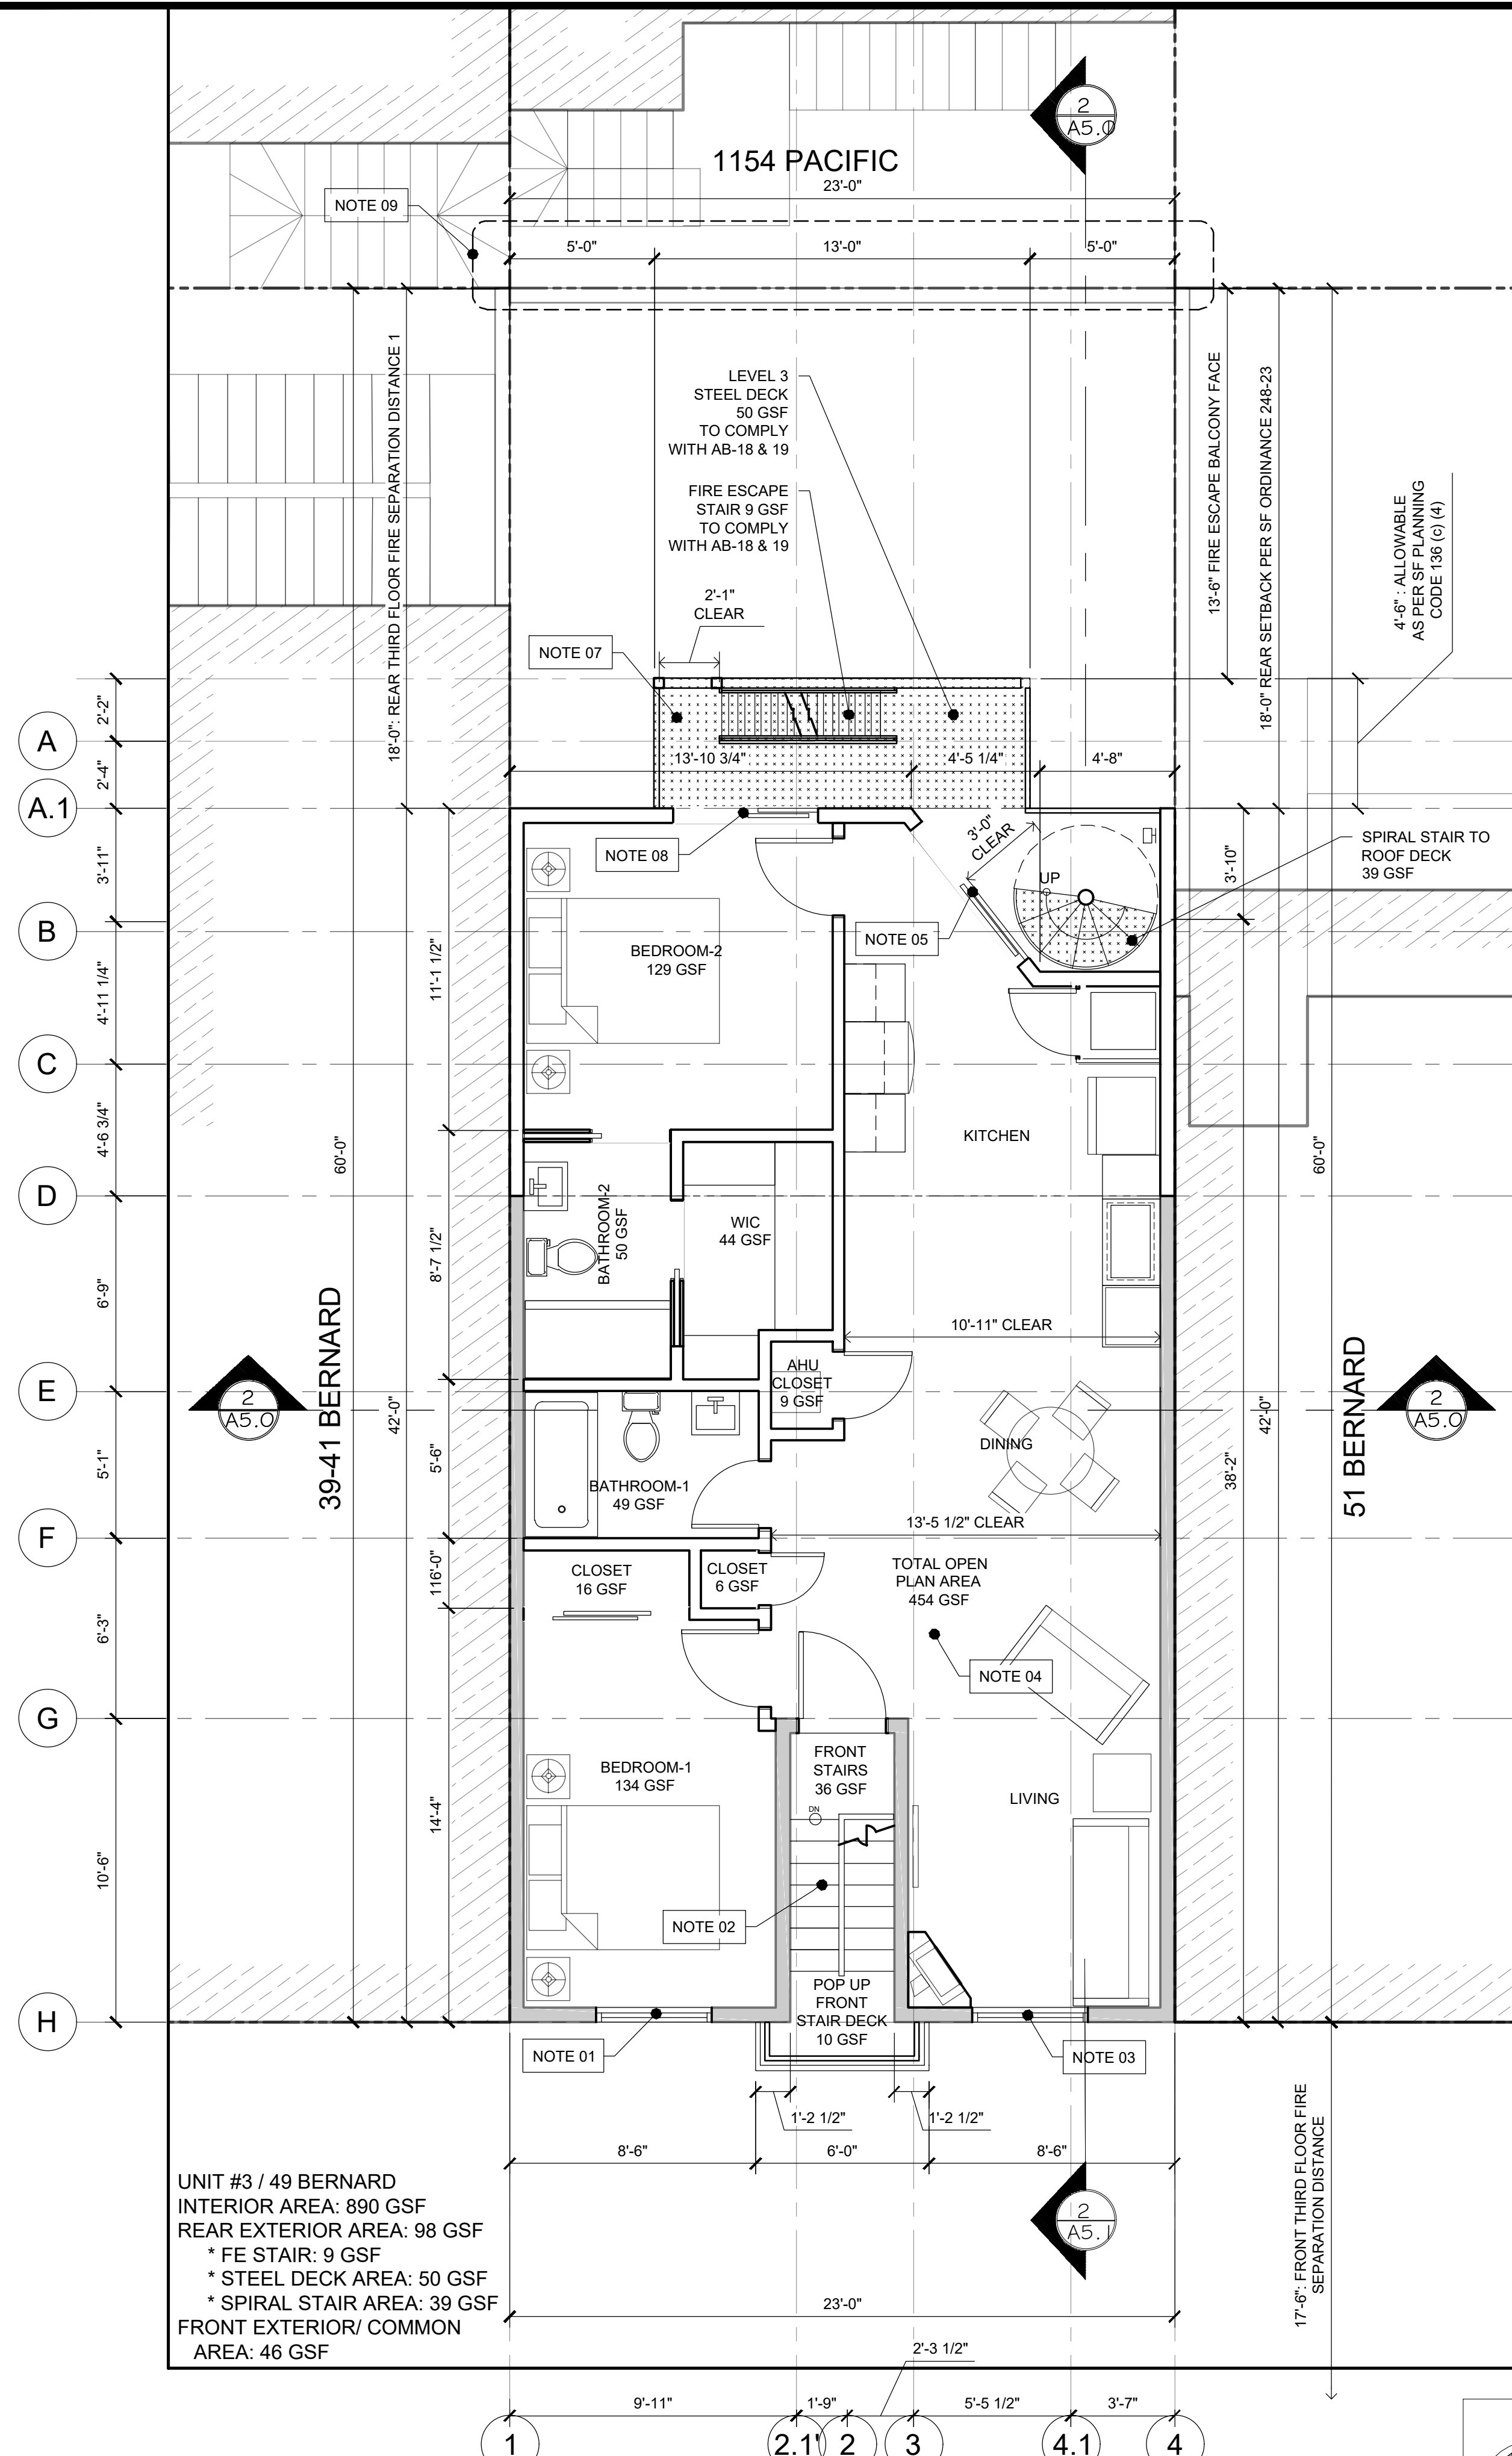 2
A5.0
1154 PACIFIC
23'-0"
NOTE 09
5'-0"
13'-0"
5'-0"
18'-0": REAR THIRD FLOOR FIRE SEPARATION DISTANCE 1
LEVEL 3
STEEL DECK
50 GSF
TO COMPLY
WITH AB-18 & 19
FIRE ESCAPE
STAIR 9 GSF
TO COMPLY
WITH AB-18 & 19
2'-1"
CLEAR
13'-6" FIRE ESCAPE BALCONY FACE
18'-0" REAR SETBACK PER SF ORDINANCE 248-23
4'-6" : ALLOWABLE
AS PER SF PLANNING
CODE 136 (c) (4)
NOTE 07
2'-2"
A
2'-4"
A.1
13'-10 3/4"
4'-5 1/4"
4'-8"
3'-11"
NOTE 08
3'-0"
CLEAR
UP
3'-10"
SPIRAL STAIR TO
ROOF DECK
39 GSF
B
NOTE 05
BEDROOM-2
129 GSF
11'-1 1/2"
4'-11 1/4"
C
4'-6 3/4"
60'-0"
KITCHEN
60'-0"
D
BATHROOM-2
50 GSF
WIC
44 GSF
8'-7 1/2"
6'-9"
10'-11" CLEAR
39-41 BERNARD
51 BERNARD
E
2
A5.0
42'-0"
AHU
CLOSET
9 GSF
DINING
42'-0"
2
A5.0
5'-1"
5'-6"
38'-2"
BATHROOM-1
49 GSF
F
13'-5 1/2" CLEAR
116'-0"
CLOSET
16 GSF
CLOSET
6 GSF
TOTAL OPEN
PLAN AREA
454 GSF
6'-3"
NOTE 04
G
FRONT
STAIRS
36 GSF
BEDROOM-1
134 GSF
LIVING
DN
14'-4"
10'-6"
NOTE 02
POP UP
FRONT
STAIR DECK
10 GSF
H
NOTE 01
NOTE 03
1'-2 1/2"
1'-2 1/2"
8'-6"
6'-0"
8'-6"
17'-6": FRONT THIRD FLOOR FIRE
SEPARATION DISTANCE
UNIT #3 / 49 BERNARD
INTERIOR AREA: 890 GSF
REAR EXTERIOR AREA: 98 GSF
* FE STAIR: 9 GSF
* STEEL DECK AREA: 50 GSF
* SPIRAL STAIR AREA: 39 GSF
FRONT EXTERIOR/ COMMON
AREA: 46 GSF
2
A5.1
23'-0"
2'-3 1/2"
9'-11"
1'-9"
5'-5 1/2"
3'-7"
1
2.1'
2
3
4.1
4